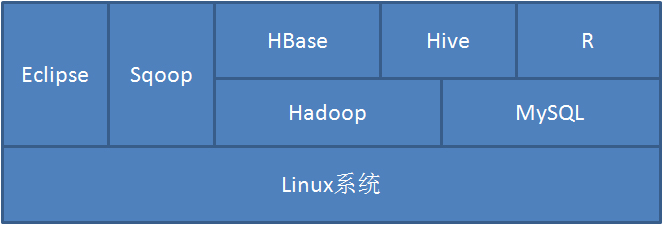 Eclipse
Sqoop
HBase
Hive
R
Hadoop
MySQL
Linux系统